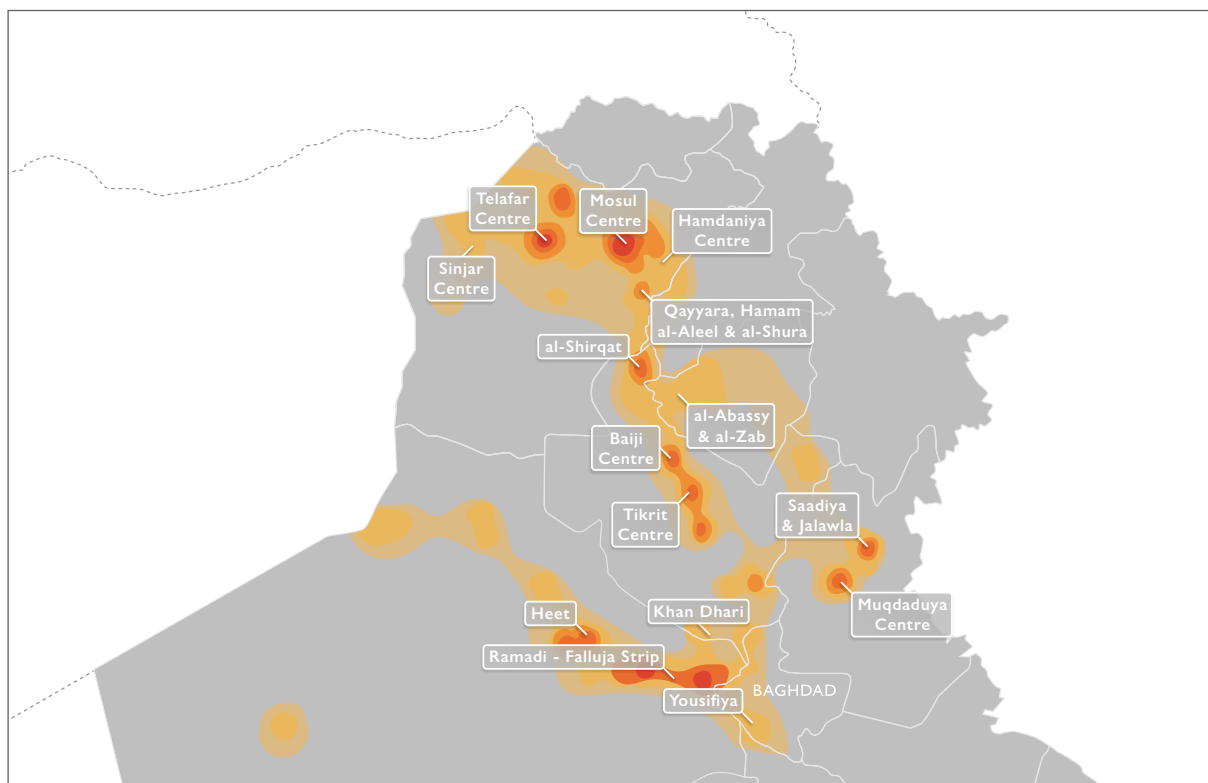 Telafar
Centre
Mosul
Centre
Hamdaniya
Centre
Sinjar
Centre
Qayyara, Hamam
al-Aleel & al-Shura
al-Shirqat
al-Abassy
& al-Zab
Baiji
Centre
Tikrit
Centre
Saadiya
& Jalawla
Heet
Khan Dhari
Muqdaduya
Centre
Ramadi - Falluja Strip
BAGHDAD
Yousifiya